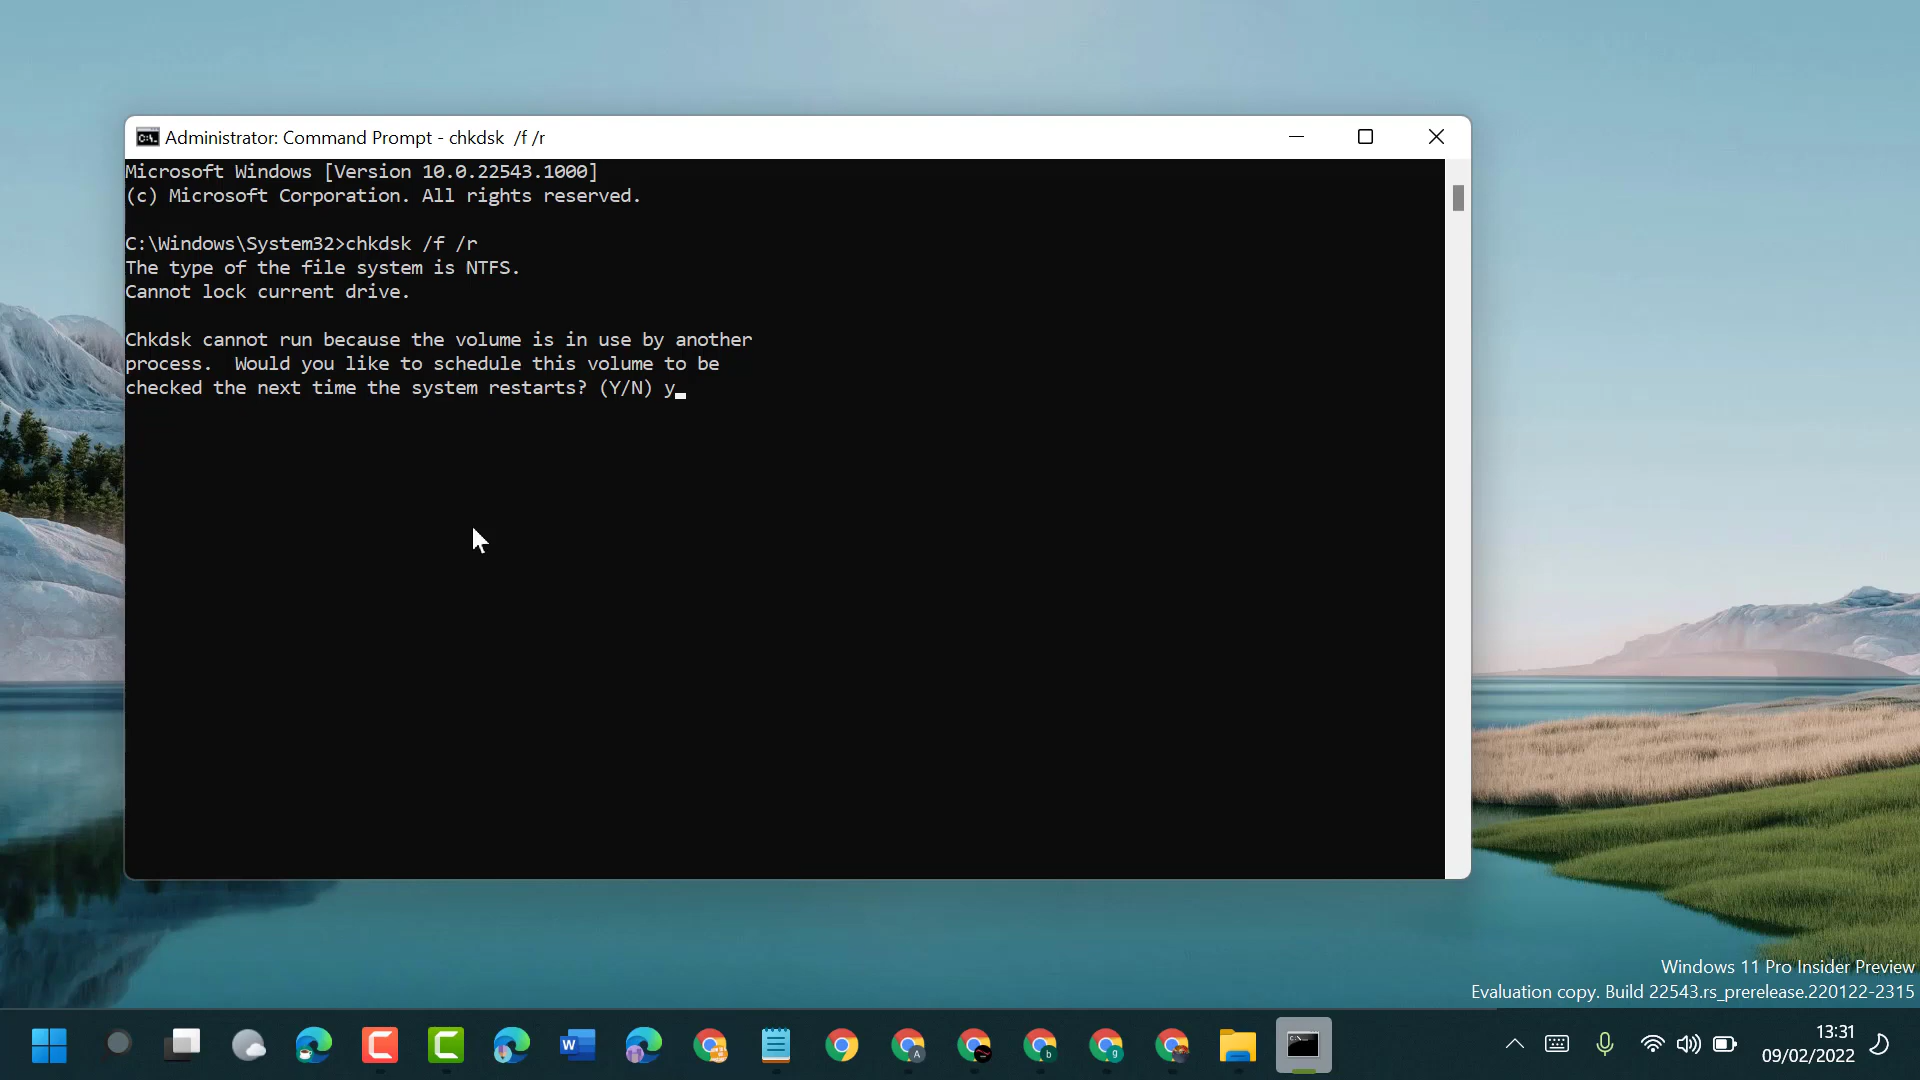 Administrator: Command Prompt - chkdsk  /f /r
Microsoft Windows [Version 10.0.22543.1000]
(c) Microsoft Corporation. All rights reserved.
C:\Windows\System32>chkdsk /f /r
The type of the file system is NTFS.
Cannot lock current drive.
Chkdsk cannot run because the volume is in use by another
process.  Would you like to schedule this volume to be
checked the next time the system restarts? (Y/N) y
Windows 11 Pro Insider Preview
Evaluation copy. Build 22543.rs_prerelease.220122-2315
13:31
09/02/2022